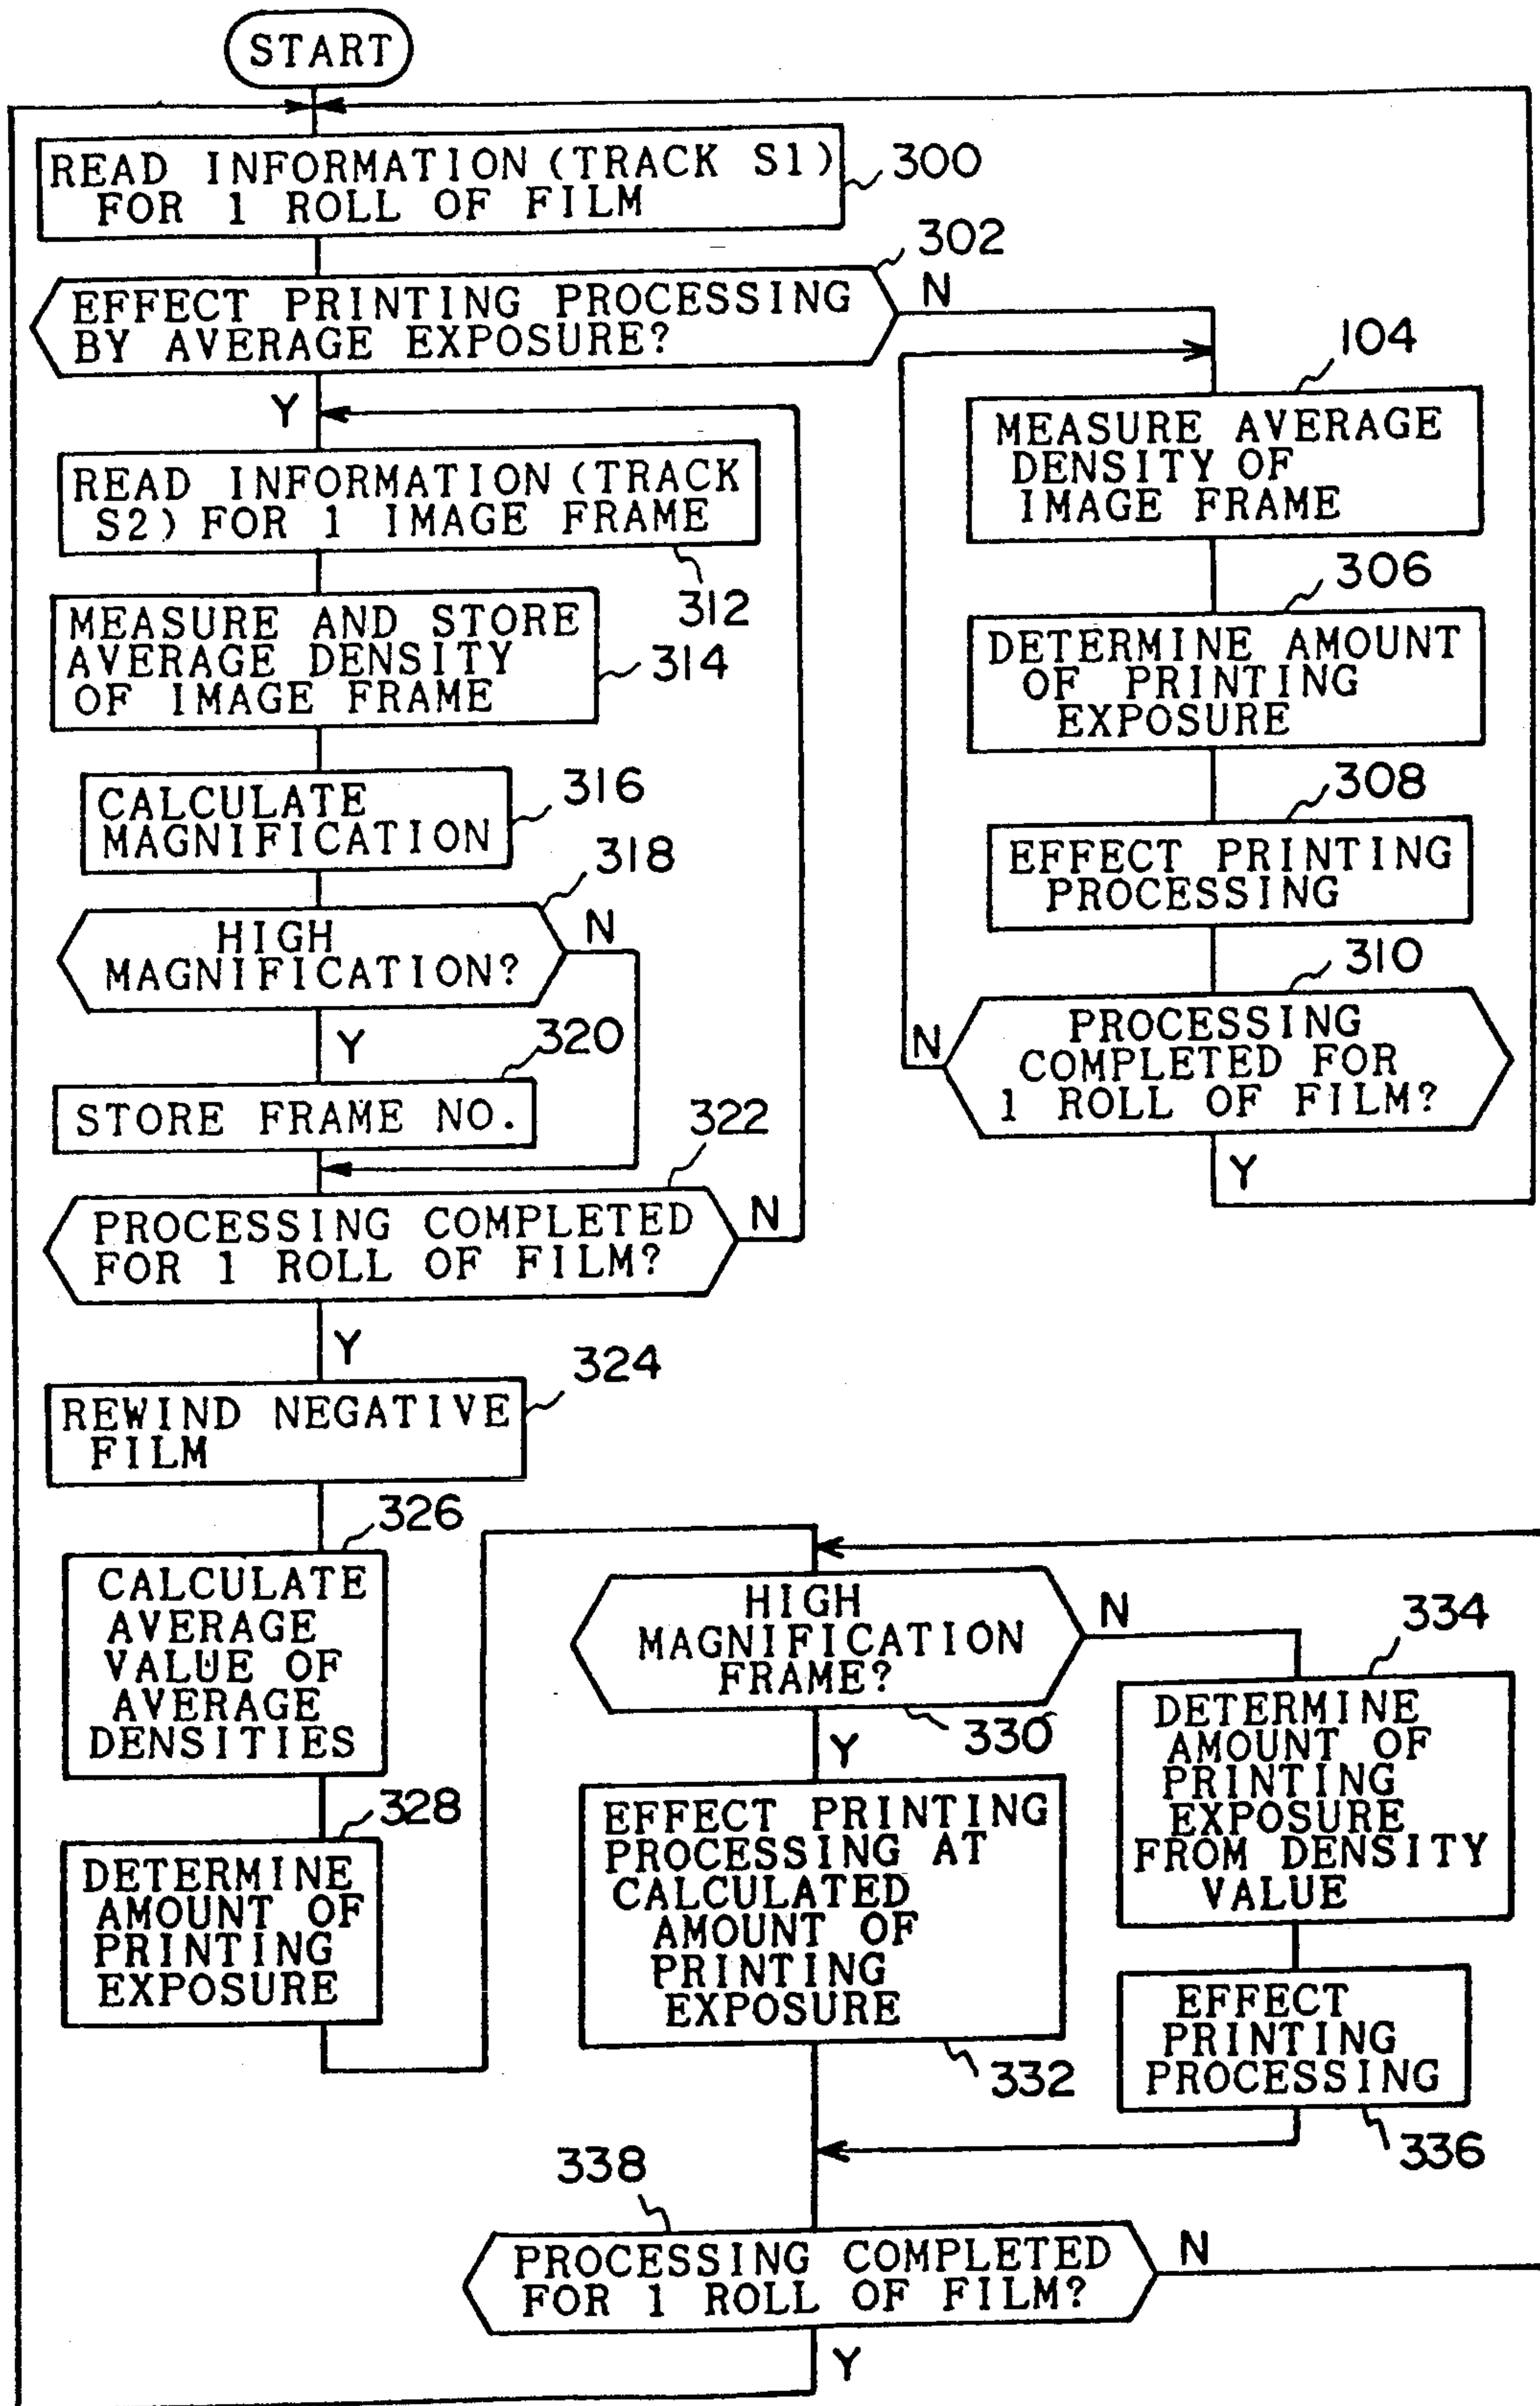 START
READ INFORMATION (TRACK S1)
FOR 1 ROLL OF FILM
300
302
EFFECT PRINTING PROCESSING
BY AVERAGE EXPOSURE?
N
Y
READ INFORMATION (TRACK
S2) FOR 1 IMAGE FRAME
312
MEASURE AND STORE
AVERAGE DENSITY
OF IMAGE FRAME
314
CALCULATE
MAGNIFICATION
316
318
HIGH
MAGNIFICATION?
N
Y
320
STORE FRAME NO.
322
PROCESSING COMPLETED
FOR 1 ROLL OF FILM?
N
Y
324
REWIND NEGATIVE
FILM
326
CALCULATE
AVERAGE
VALUE OF
AVERAGE
DENSITIES
328
DETERMINE
AMOUNT OF
PRINTING
EXPOSURE
104
MEASURE AVERAGE
DENSITY OF
IMAGE FRAME
306
DETERMINE AMOUNT
OF PRINTING
EXPOSURE
308
EFFECT PRINTING
PROCESSING
310
PROCESSING
COMPLETED FOR
1 ROLL OF FILM?
N
Y
HIGH
MAGNIFICATION
FRAME?
N
330
Y
EFFECT PRINTING
PROCESSING AT
CALCULATED
AMOUNT OF
PRINTING
EXPOSURE
332
334
DETERMINE
AMOUNT OF
PRINTING
EXPOSURE
FROM DENSITY
VALUE
EFFECT
PRINTING
PROCESSING
336
338
PROCESSING COMPLETED
FOR 1 ROLL OF FILM?
N
Y